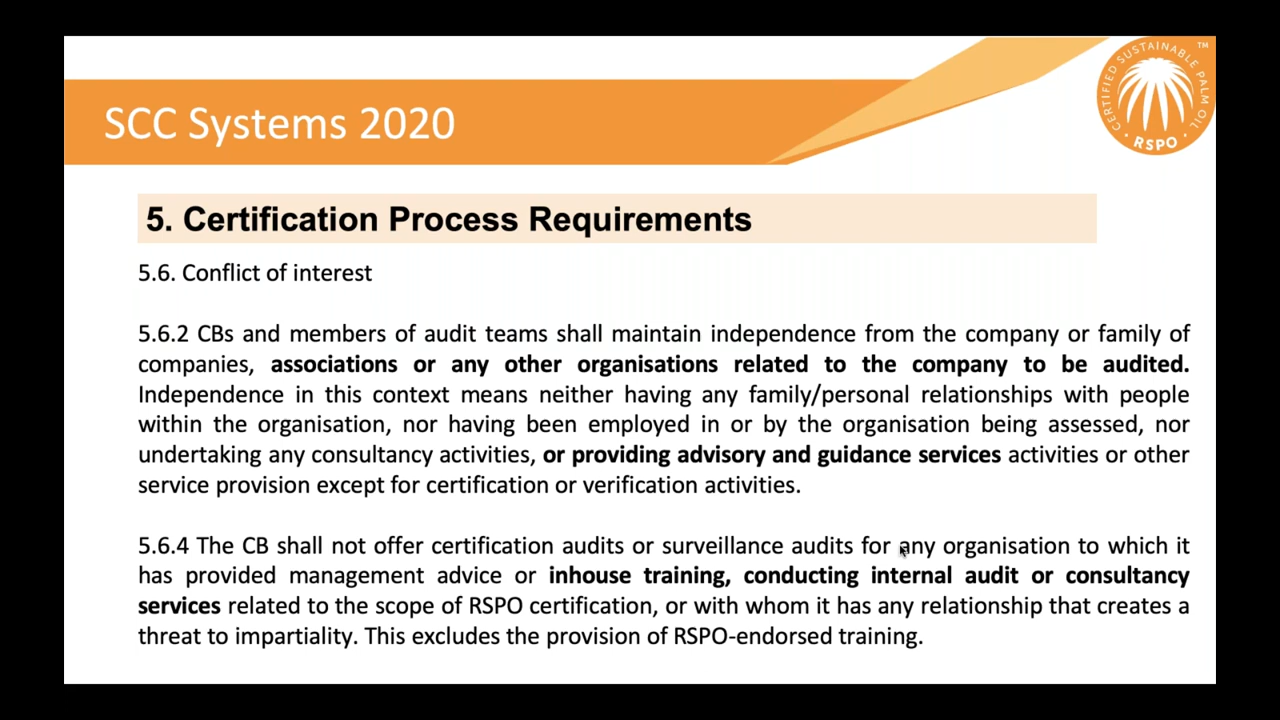 SCC Systems 2020
CERTIFIED SUSTAINABLE PALM OIL
TM
RSPO
5. Certification Process Requirements
5.6. Conflict of interest
5.6.2 CBs and members of audit teams shall maintain independence from the company or family of
companies, associations or any other organisations related to the company to be audited.
Independence in this context means neither having any family/personal relationships with people
within the organisation, nor having been employed in or by the organisation being assessed, nor
undertaking any consultancy activities, or providing advisory and guidance services activities or other
service provision except for certification or verification activities.
5.6.4 The CB shall not offer certification audits or surveillance audits for any organisation to which it
has provided management advice or inhouse training, conducting internal audit or consultancy
services related to the scope of RSPO certification, or with whom it has any relationship that creates a
threat to impartiality. This excludes the provision of RSPO-endorsed training.